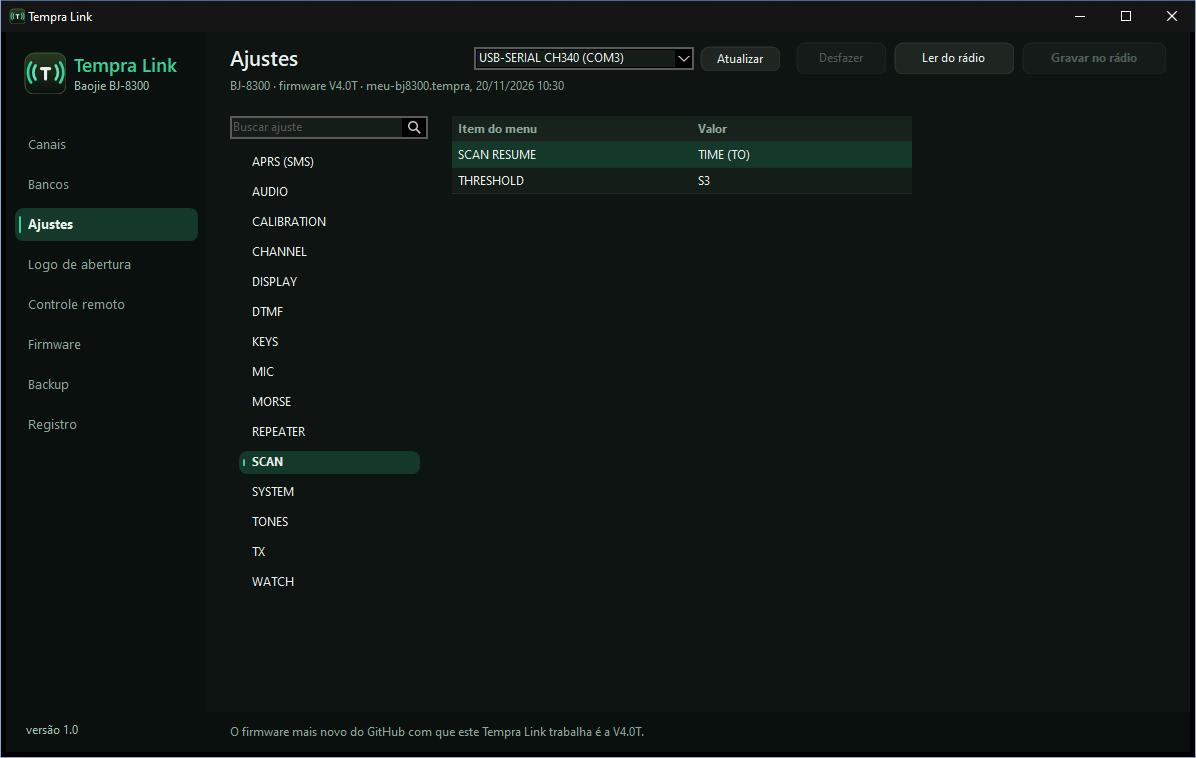 Tempra Link
Tempra Link
Baojie BJ-8300
Canais
Bancos
Ajustes
Logo de abertura
Controle remoto
Firmware
Backup
Registro
versão 1.0
Ajustes
USB-SERIAL CH340 (COM3)
Atualizar
Desfazer
Ler do rádio
Gravar no rádio
BJ-8300 · firmware V4.0T · meu-bj8300.tempra, 20/11/2026 10:30
Buscar ajuste
APRS (SMS)
AUDIO
CALIBRATION
CHANNEL
DISPLAY
DTMF
KEYS
MIC
MORSE
REPEATER
SCAN
SYSTEM
TONES
TX
WATCH
Item do menu Valor
SCAN RESUME TIME (TO)
THRESHOLD S3
O firmware mais novo do GitHub com que este Tempra Link trabalha é a V4.0T.